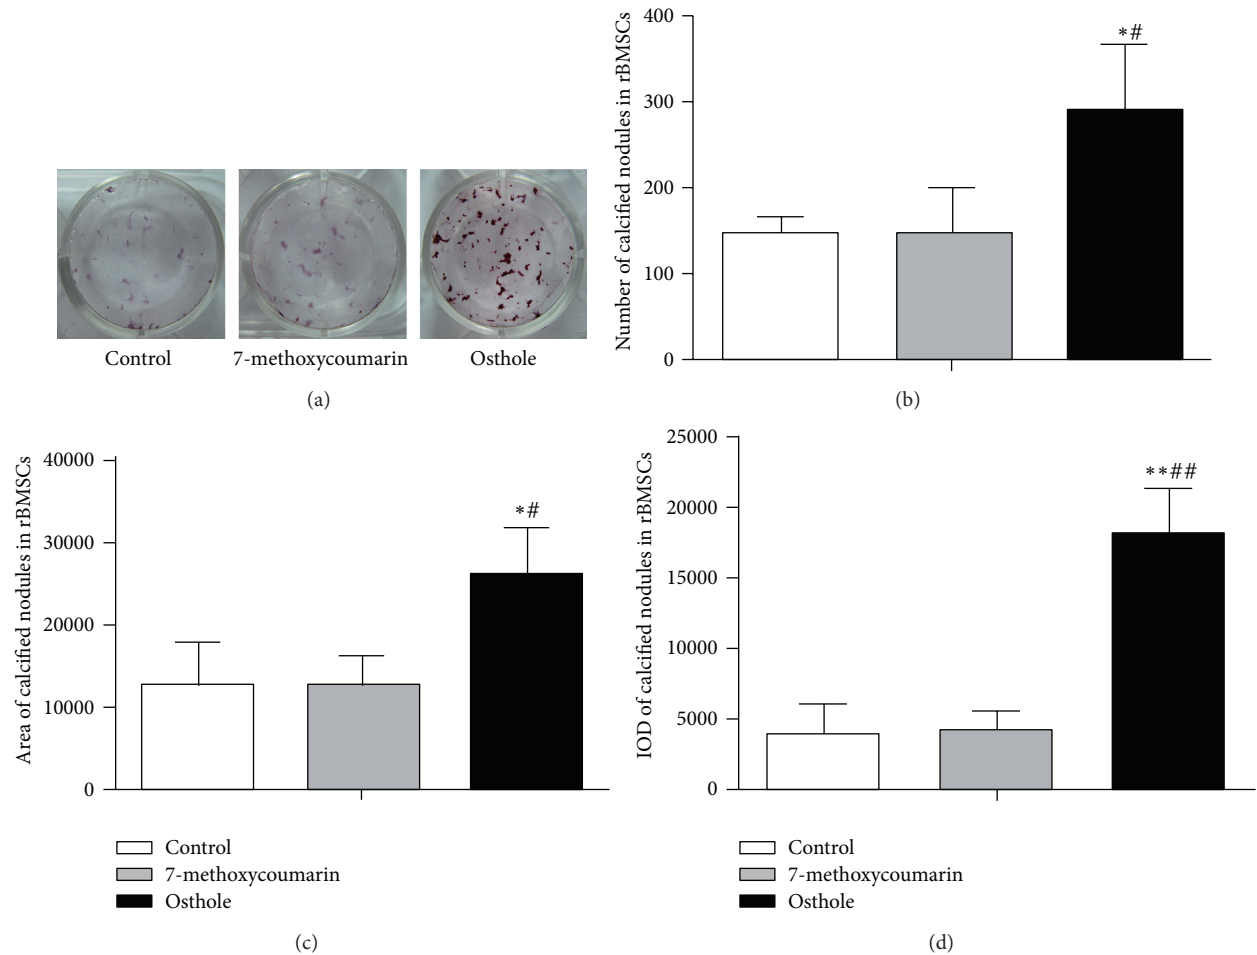 Control
7-methoxycoumarin
Osthole
(a)
Number of calcified nodules in rBMSCs
400
300
200
100
0
∗#
(b)
Area of calcified nodules in rBMSCs
40000
30000
20000
10000
0
∗#
Control
7-methoxycoumarin
Osthole
(c)
IOD of calcified nodules in rBMSCs
25000
20000
15000
10000
5000
0
∗∗##
Control
7-methoxycoumarin
Osthole
(d)